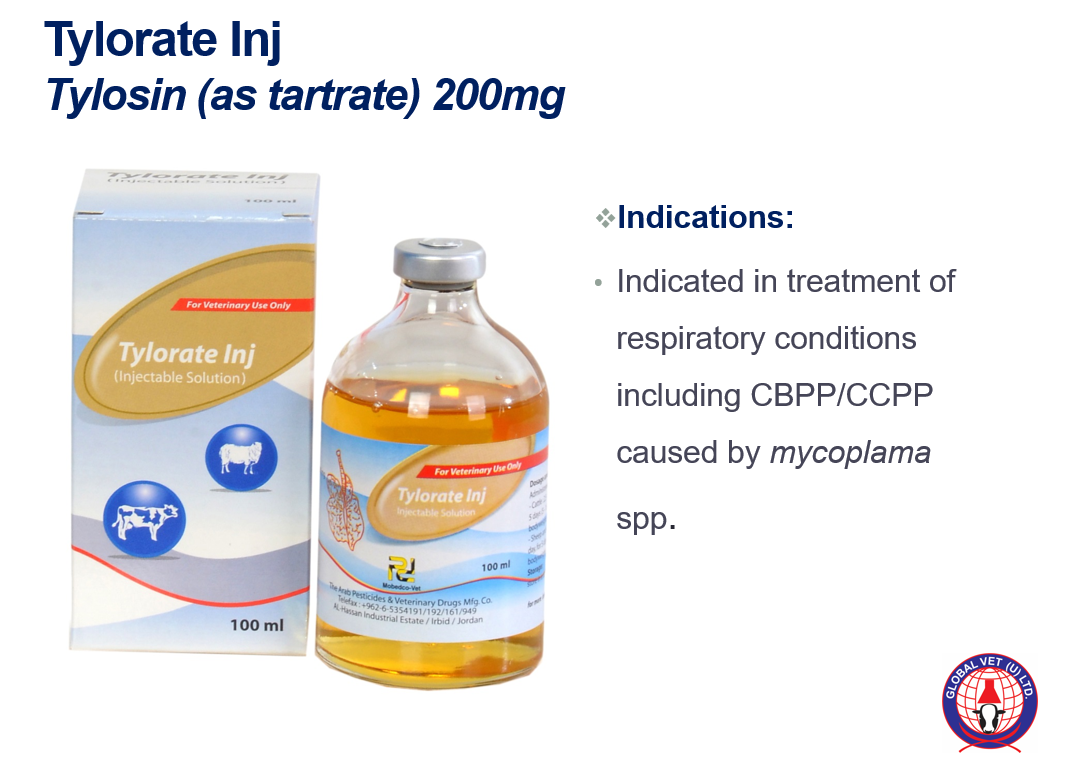 Tylorate Inj
Tylosin (as tartrate) 200mg
Tylorate Inj
(Injectable Solution)
100 ml
For Veterinary Use Only
Tylorate Inj
(Injectable Solution)
100 ml
For Veterinary Use Only
Tylorate Inj
Injectable Solution
100 ml
Mobedco-Vet
The Arab Pesticides & Veterinary Drugs Mfg. Co.
Telefax : +962-6-5354191/192/161/949
AL-Hassan Industrial Estate / Irbid / Jordan
❖Indications:
• Indicated in treatment of
respiratory conditions
including CBPP/CCPP
caused by mycoplama
spp.
GLOBAL VET (U) LTD.